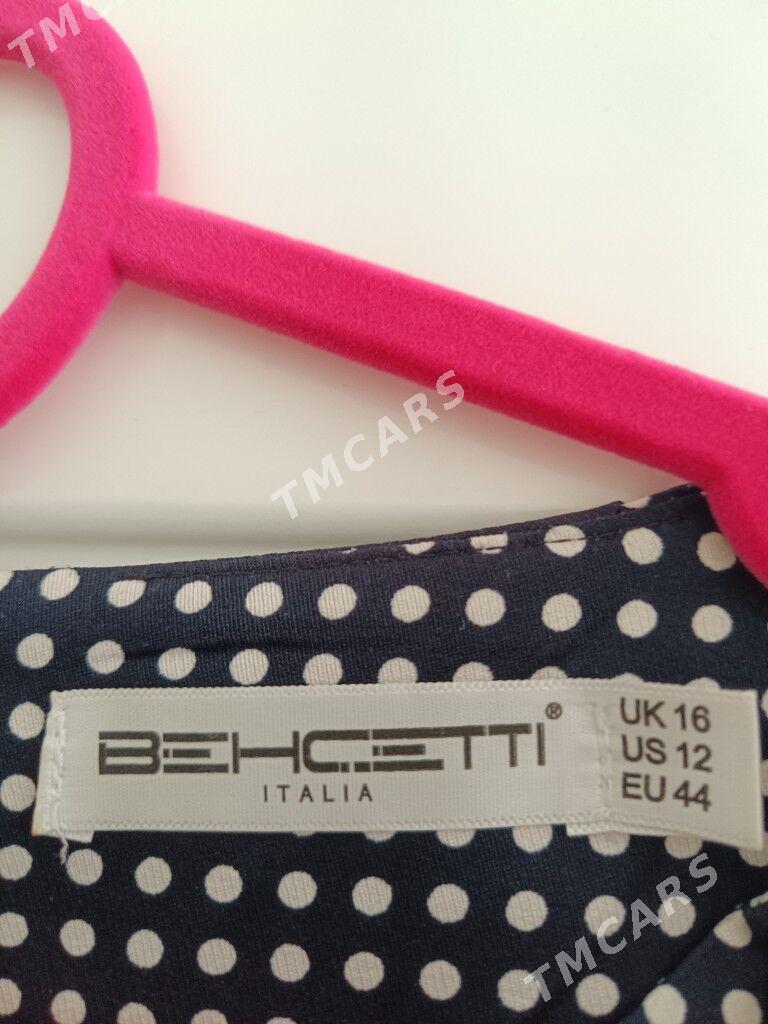 TMCARS
TMCARS
BEHCETTI®
ITALIA
UK 16
US 12
EU 44
TMCARS